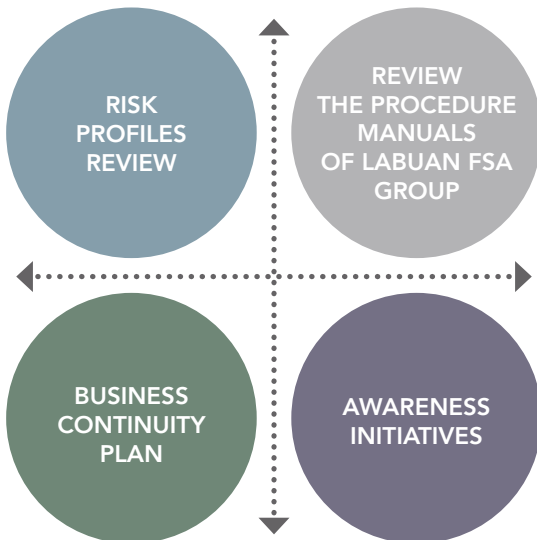 RISK
PROFILES
REVIEW
REVIEW
THE PROCEDURE
MANUALS
OF LABUAN FSA
GROUP
BUSINESS
CONTINUITY
PLAN
AWARENESS
INITIATIVES